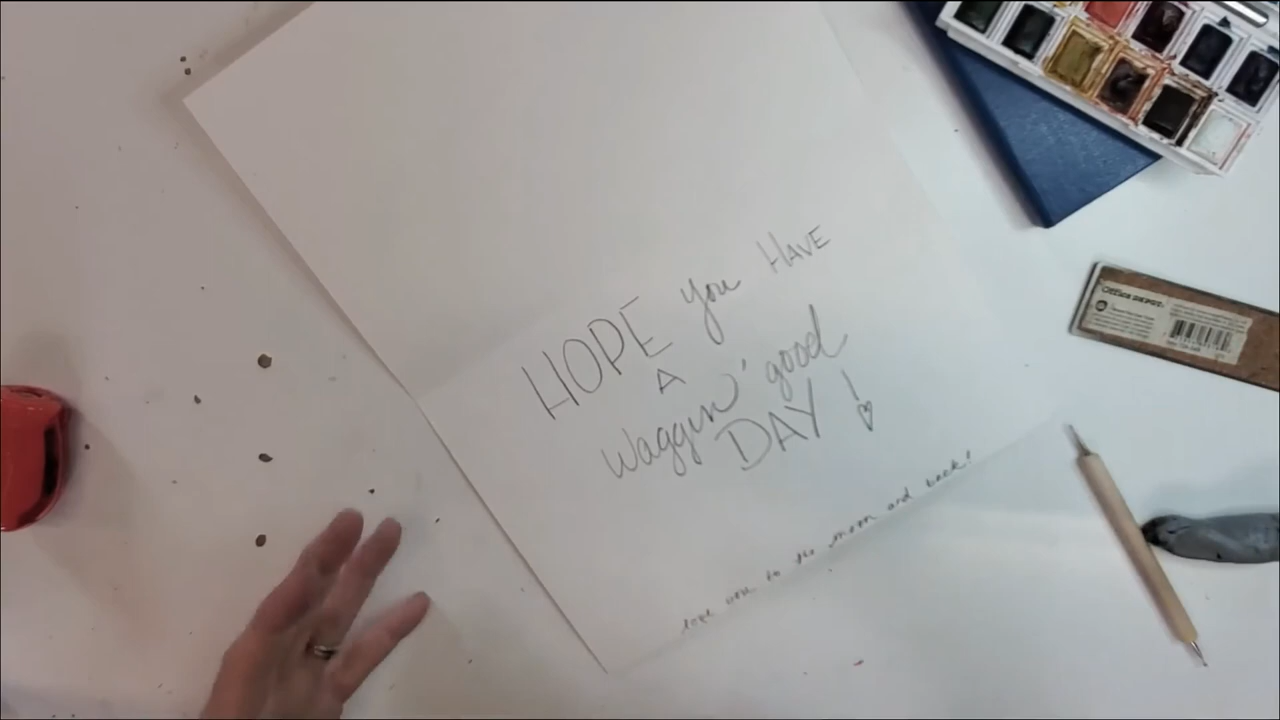 HOPE you HAVE
A
Waggin' good
DAY!
love you to the moon and back!
Office DEPOT